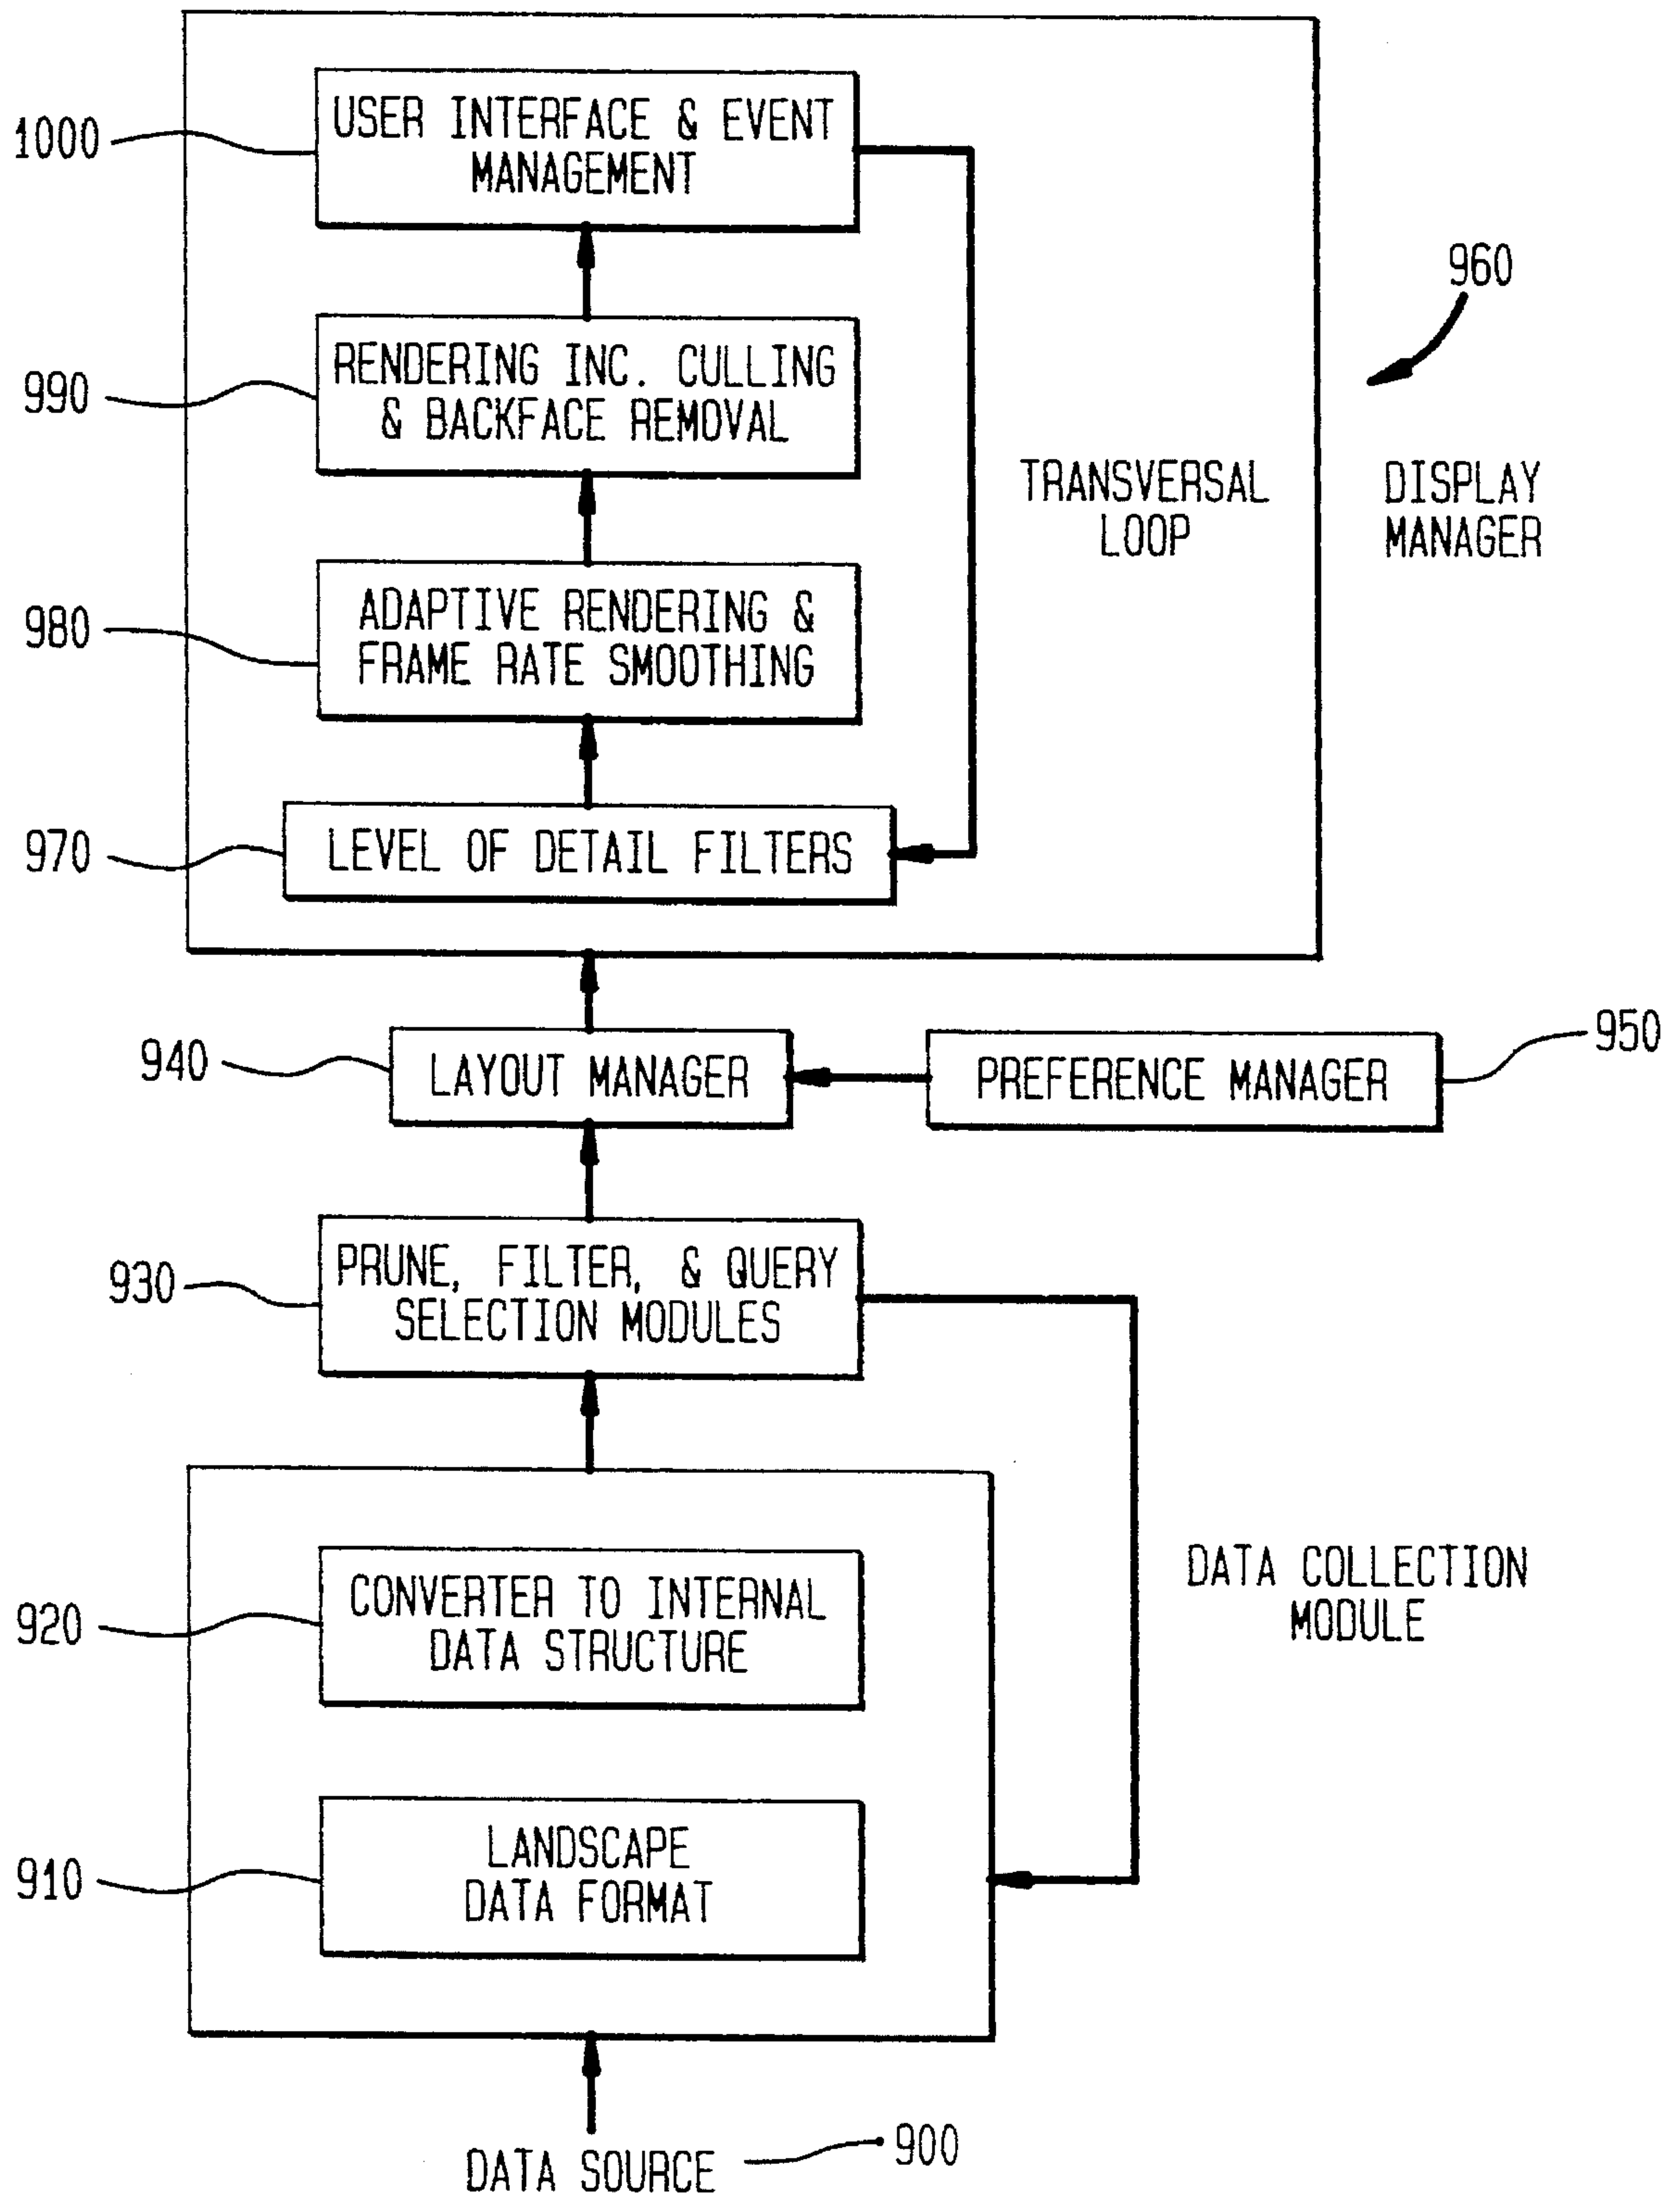 1000
USER INTERFACE & EVENT
MANAGEMENT
960
990
RENDERING INC. CULLING
& BACKFACE REMOVAL
TRANSVERSAL
LOOP
DISPLAY
MANAGER
980
ADAPTIVE RENDERING &
FRAME RATE SMOOTHING
970
LEVEL OF DETAIL FILTERS
940
LAYOUT MANAGER
PREFERENCE MANAGER
950
930
PRUNE, FILTER, & QUERY
SELECTION MODULES
920
CONVERTER TO INTERNAL
DATA STRUCTURE
DATA COLLECTION
MODULE
910
LANDSCAPE
DATA FORMAT
DATA SOURCE
900